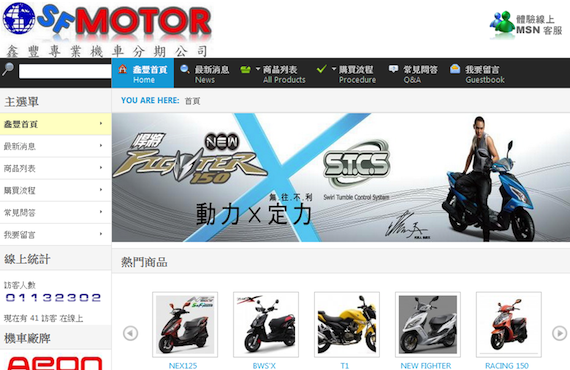 SFMOTOR
鑫豐專業機車分期公司
體驗線上
MSN 客服
鑫豐首頁
Home
最新消息
News
商品列表
All Products
購買流程
Procedure
常見問答
Q&A
我要留言
Guestbook
主選單
鑫豐首頁
最新消息
商品列表
購買流程
常見問答
我要留言
線上統計
訪客人數
01132302
現在有 41 訪客 在線上
機車廠牌
Aeon
YOU ARE HERE: 首頁
悍將
NEW
FIGHTER
150
S.T.C.S
Swirl Tumble Control System
無.往.不.利
動力×定力
熱門商品
NEX125
BWS'X
T1
NEW FIGHTER
RACING 150